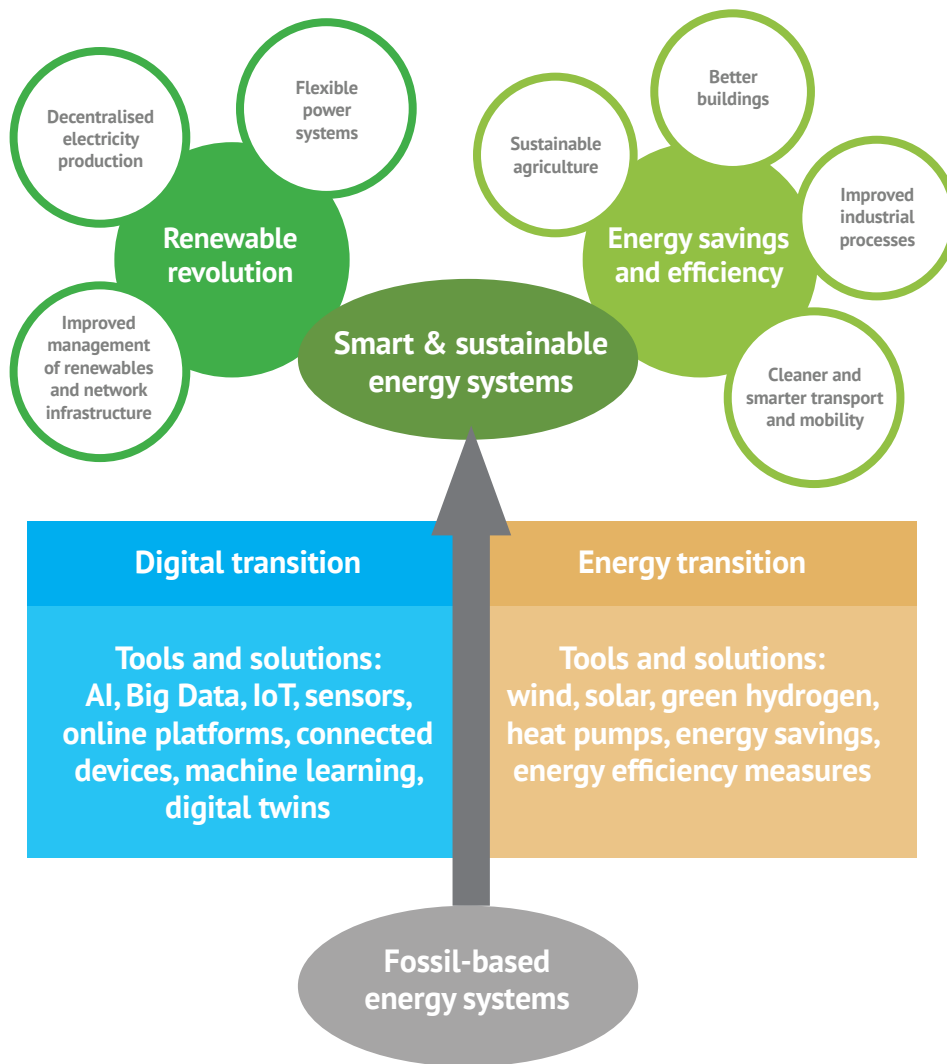 Decentralised
electricity
production
Flexible
power
systems
Renewable
revolution
Improved
management
of renewables
and network
infrastructure
Better
buildings
Sustainable
agriculture
Improved
industrial
processes
Energy savings
and efficiency
Cleaner and
smarter transport
and mobility
Smart & sustainable
energy systems
Digital transition
Tools and solutions:
AI, Big Data, IoT, sensors,
online platforms, connected
devices, machine learning,
digital twins
Energy transition
Tools and solutions:
wind, solar, green hydrogen,
heat pumps, energy savings,
energy efficiency measures
Fossil-based
energy systems